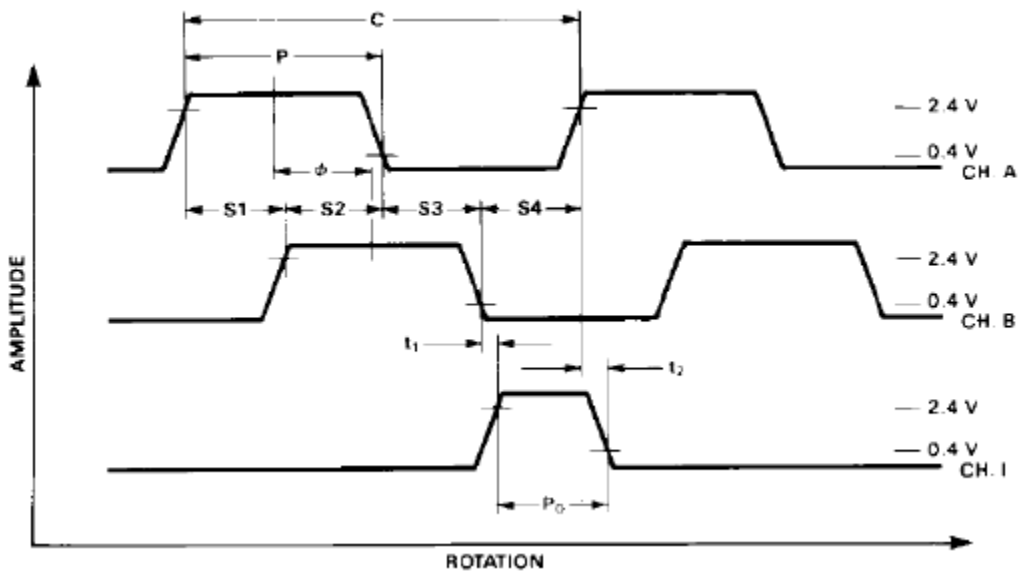 C
P
2.4 V
0.4 V
CH. A
ϕ
S1 S2 S3 S4
2.4 V
0.4 V
CH. B
AMPLITUDE
t₁
t₂
2.4 V
0.4 V
CH. I
P₀
ROTATION